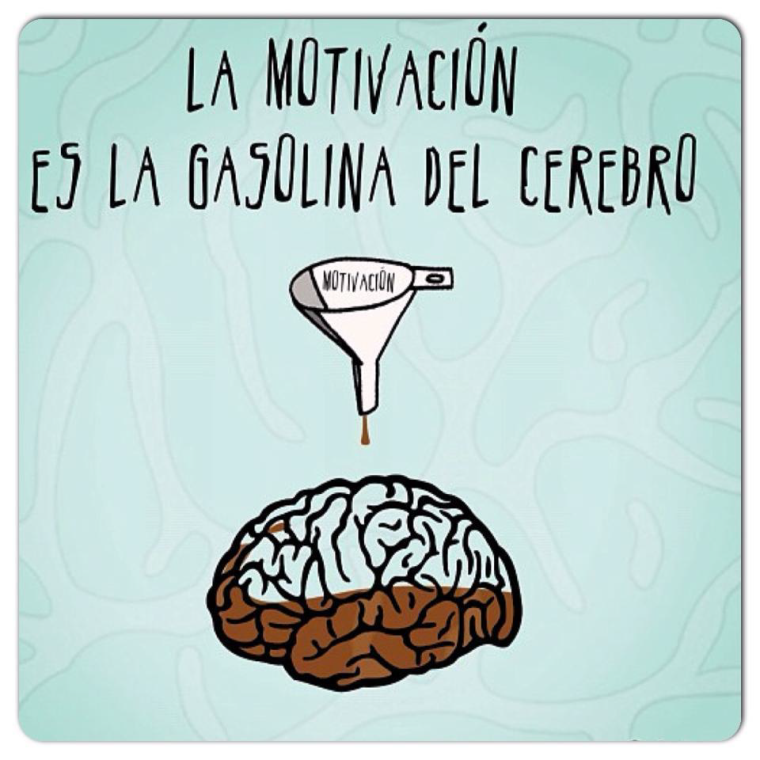 LA MOTIVACIÓN
ES LA GASOLINA DEL CEREBRO
MOTIVACIÓN